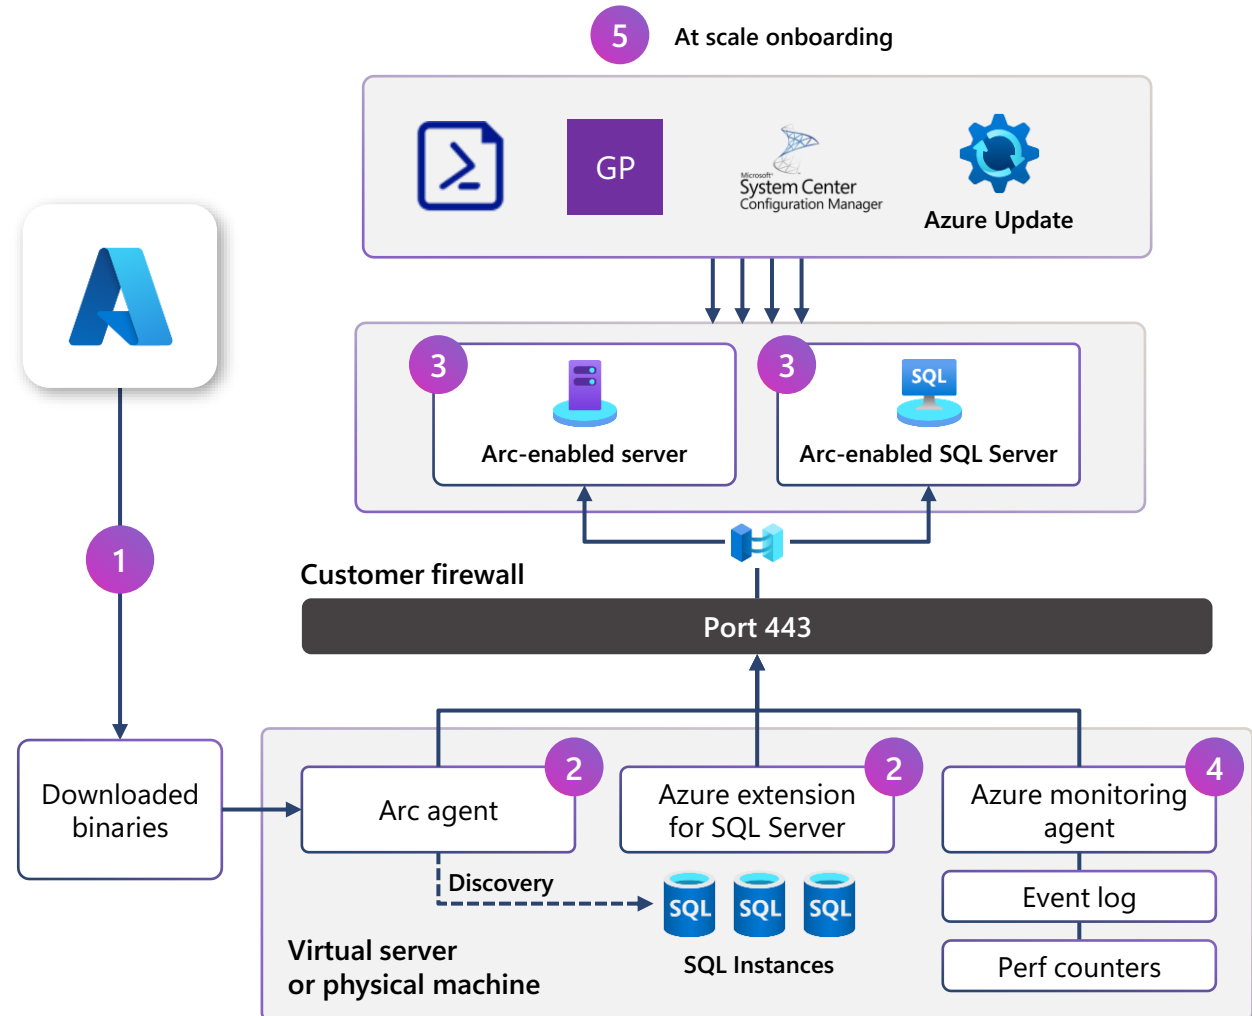 5
At scale onboarding
GP
Microsoft
System Center
Configuration Manager
Azure Update
3
3
SQL
Arc-enabled server
Arc-enabled SQL Server
1
Customer firewall
Port 443
2
2
4
Downloaded
binaries
Arc agent
Azure extension
for SQL Server
Azure monitoring
agent
Discovery
SQL
SQL
SQL
Event log
Virtual server
or physical machine
SQL Instances
Perf counters